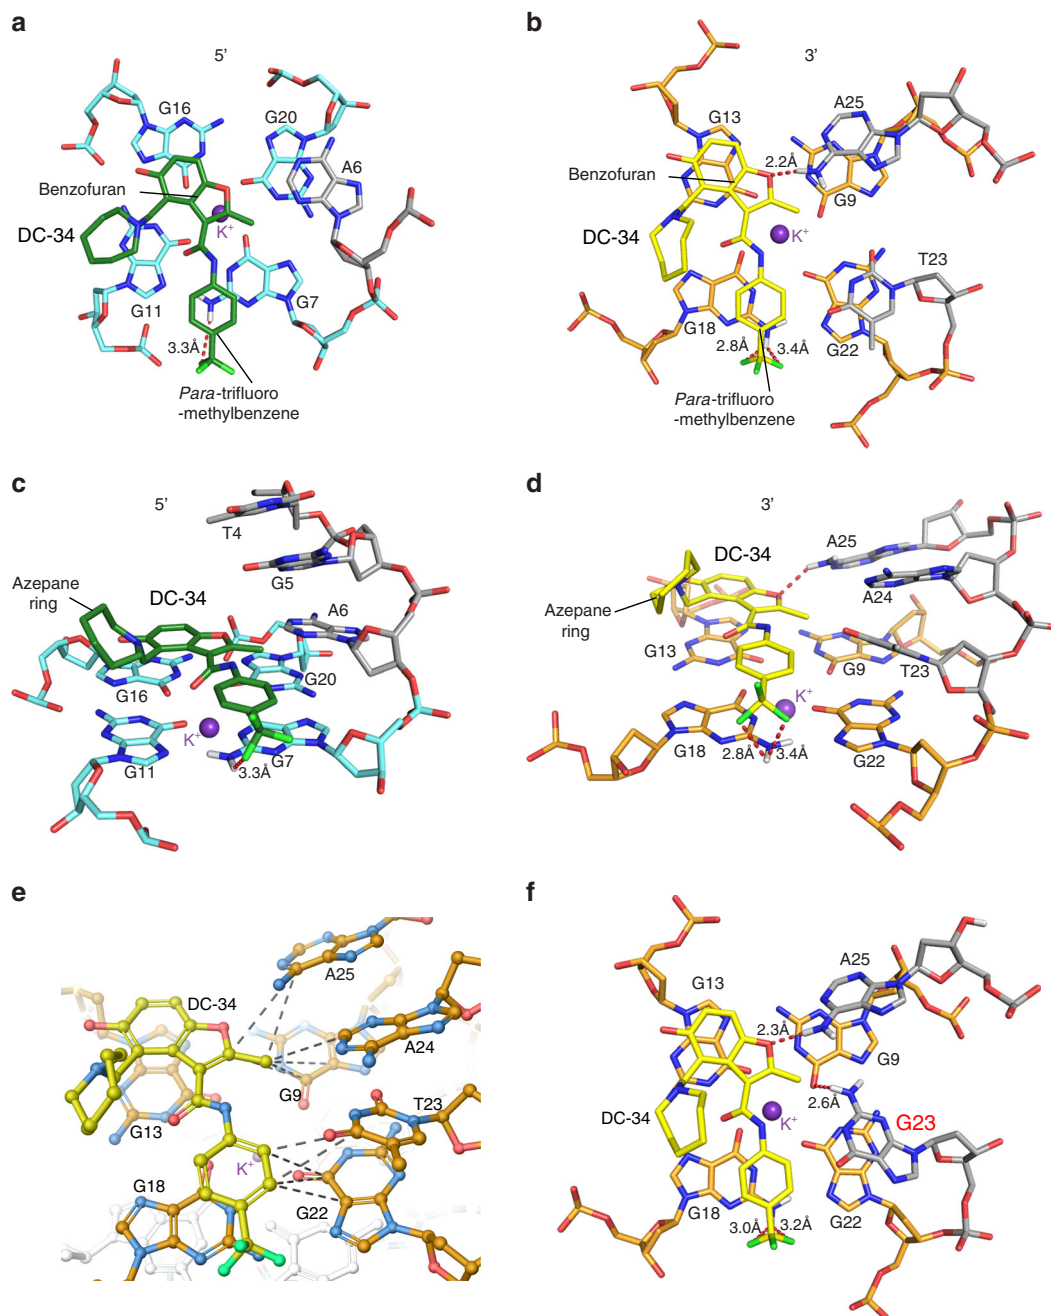 a
5’
G16
G20
A6
Benzofuran
K⁺
DC-34
G11
G7
3.3Å
Para-trifluoro
-methylbenzene
b
3’
A25
G13
2.2Å
Benzofuran
G9
DC-34
K⁺
T23
G18
2.8Å
3.4Å
G22
Para-trifluoro
-methylbenzene
c
5’
T4
G5
Azepane
ring
DC-34
A6
G16
G20
K⁺
G11
G7
3.3Å
d
3’
A25
DC-34
A24
Azepane
ring
G13
G9
T23
K⁺
G18
2.8Å
3.4Å
G22
e
A25
DC-34
A24
G9
T23
G13
K⁺
G18
G22
f
A25
G13
2.3Å
G9
2.6Å
DC-34
K⁺
G23
G18
3.0Å
3.2Å
G22